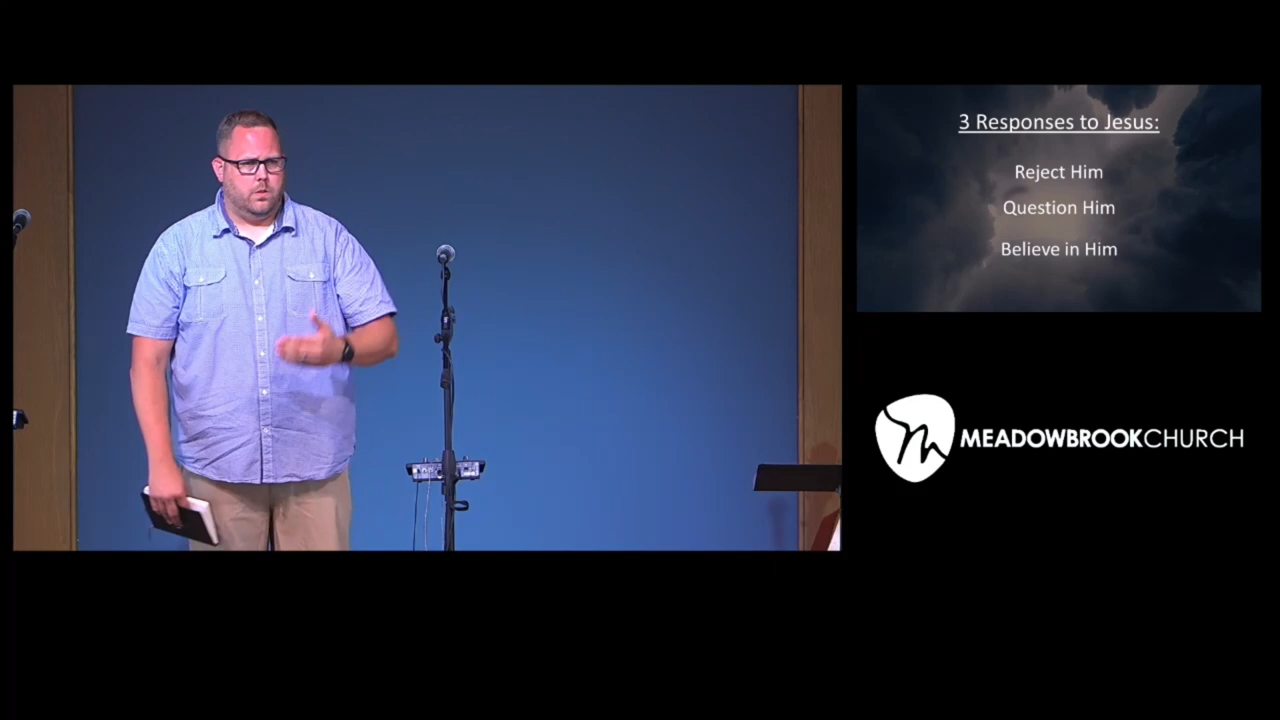 3 Responses to Jesus:
Reject Him
Question Him
Believe in Him
MEADOWBROOKCHURCH